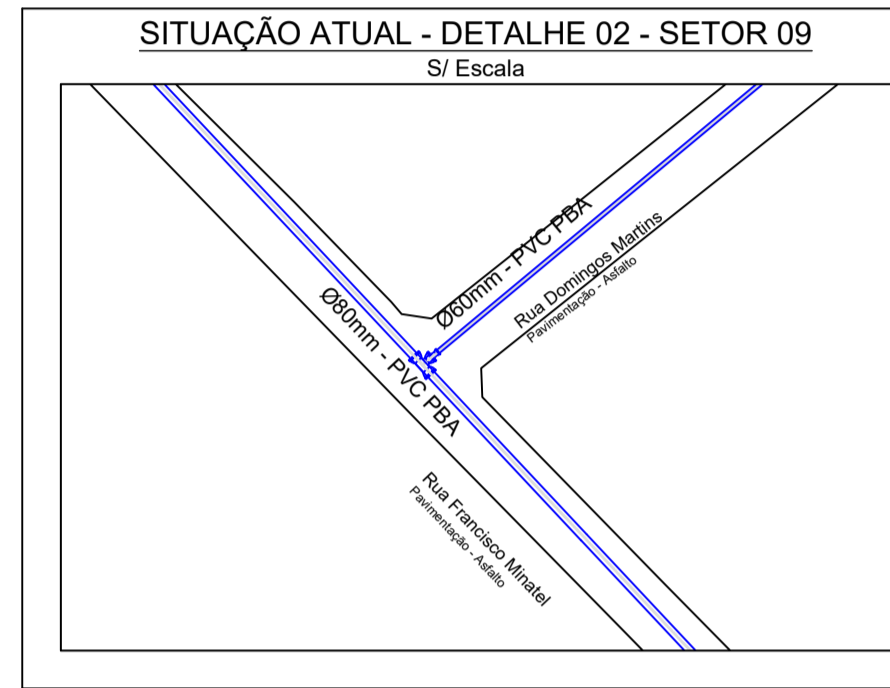 SITUAÇÃO ATUAL - DETALHE 02 - SETOR 09
S/ Escala
Ø60mm - PVC PBA
Rua Domingos Martins
Pavimentação - Asfalto
Ø80mm - PVC PBA
Rua Francisco Minatel
Pavimentação - Asfalto